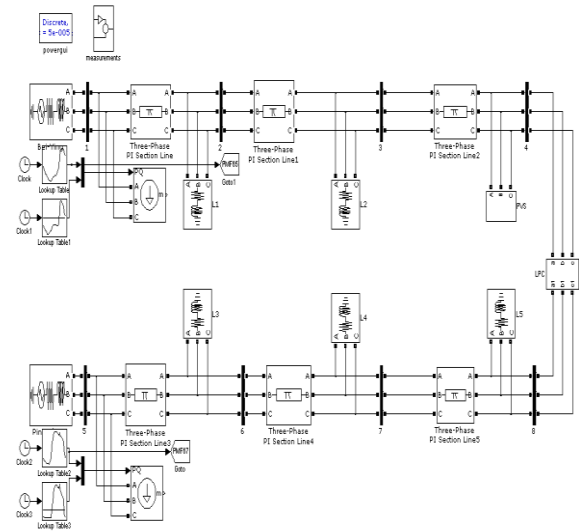 Discrete,
= 5e-005
powergui
measurements
A
B
C
1
A
B
C
π
A
B
C
Three-Phase
PI Section Line
2
A
B
C
π
A
B
C
Three-Phase
PI Section Line1
3
A
B
C
π
A
B
C
Three-Phase
PI Section Line2
4
Clock
Lookup Table
Clock1
Lookup Table1
PQ
A
B
C
m
Goto1
A B C
L1
A B C
L2
A B C
PVS
LPC
A B C
L3
A B C
L4
A B C
L5
A
B
C
5
A
B
C
π
A
B
C
Three-Phase
PI Section Line3
6
A
B
C
π
A
B
C
Three-Phase
PI Section Line4
7
A
B
C
π
A
B
C
Three-Phase
PI Section Line5
8
Clock2
Lookup Table2
Clock3
Lookup Table3
PQ
A
B
C
m
Goto